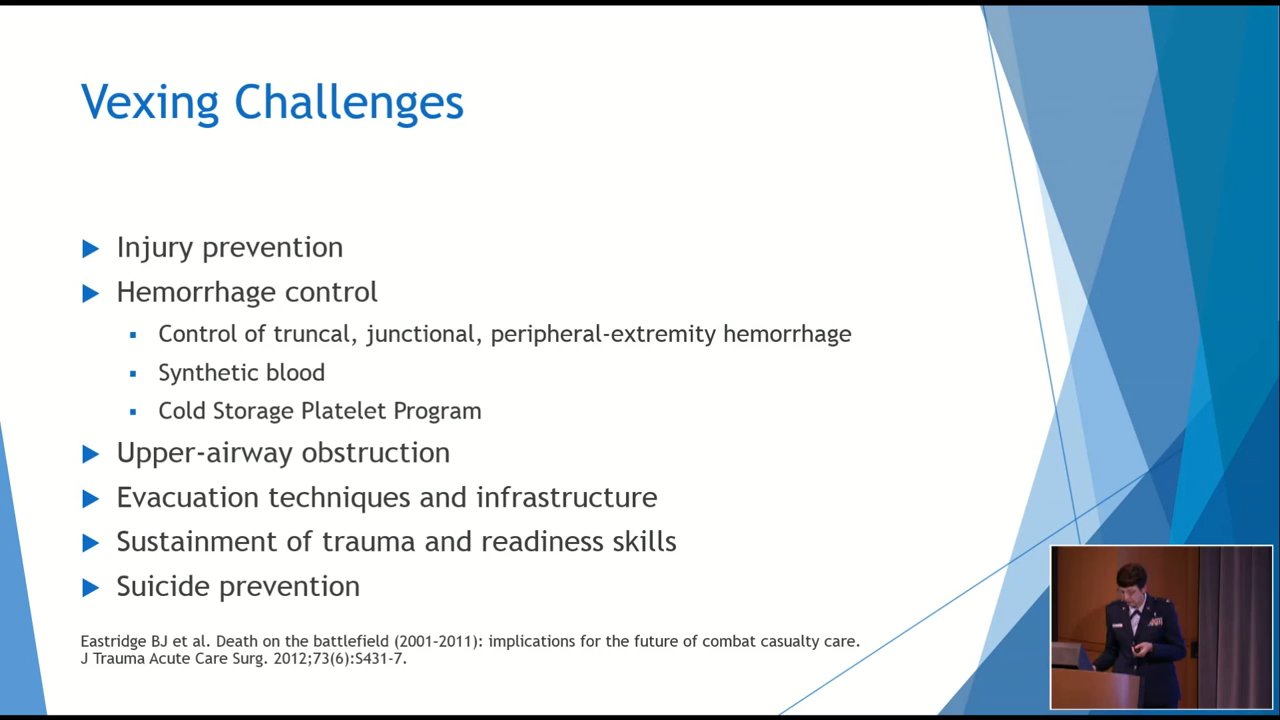 Vexing Challenges
Injury prevention
Hemorrhage control
Control of truncal, junctional, peripheral-extremity hemorrhage
Synthetic blood
Cold Storage Platelet Program
Upper-airway obstruction
Evacuation techniques and infrastructure
Sustainment of trauma and readiness skills
Suicide prevention
Eastridge BJ et al. Death on the battlefield (2001-2011): implications for the future of combat casualty care.
J Trauma Acute Care Surg. 2012;73(6):S431-7.